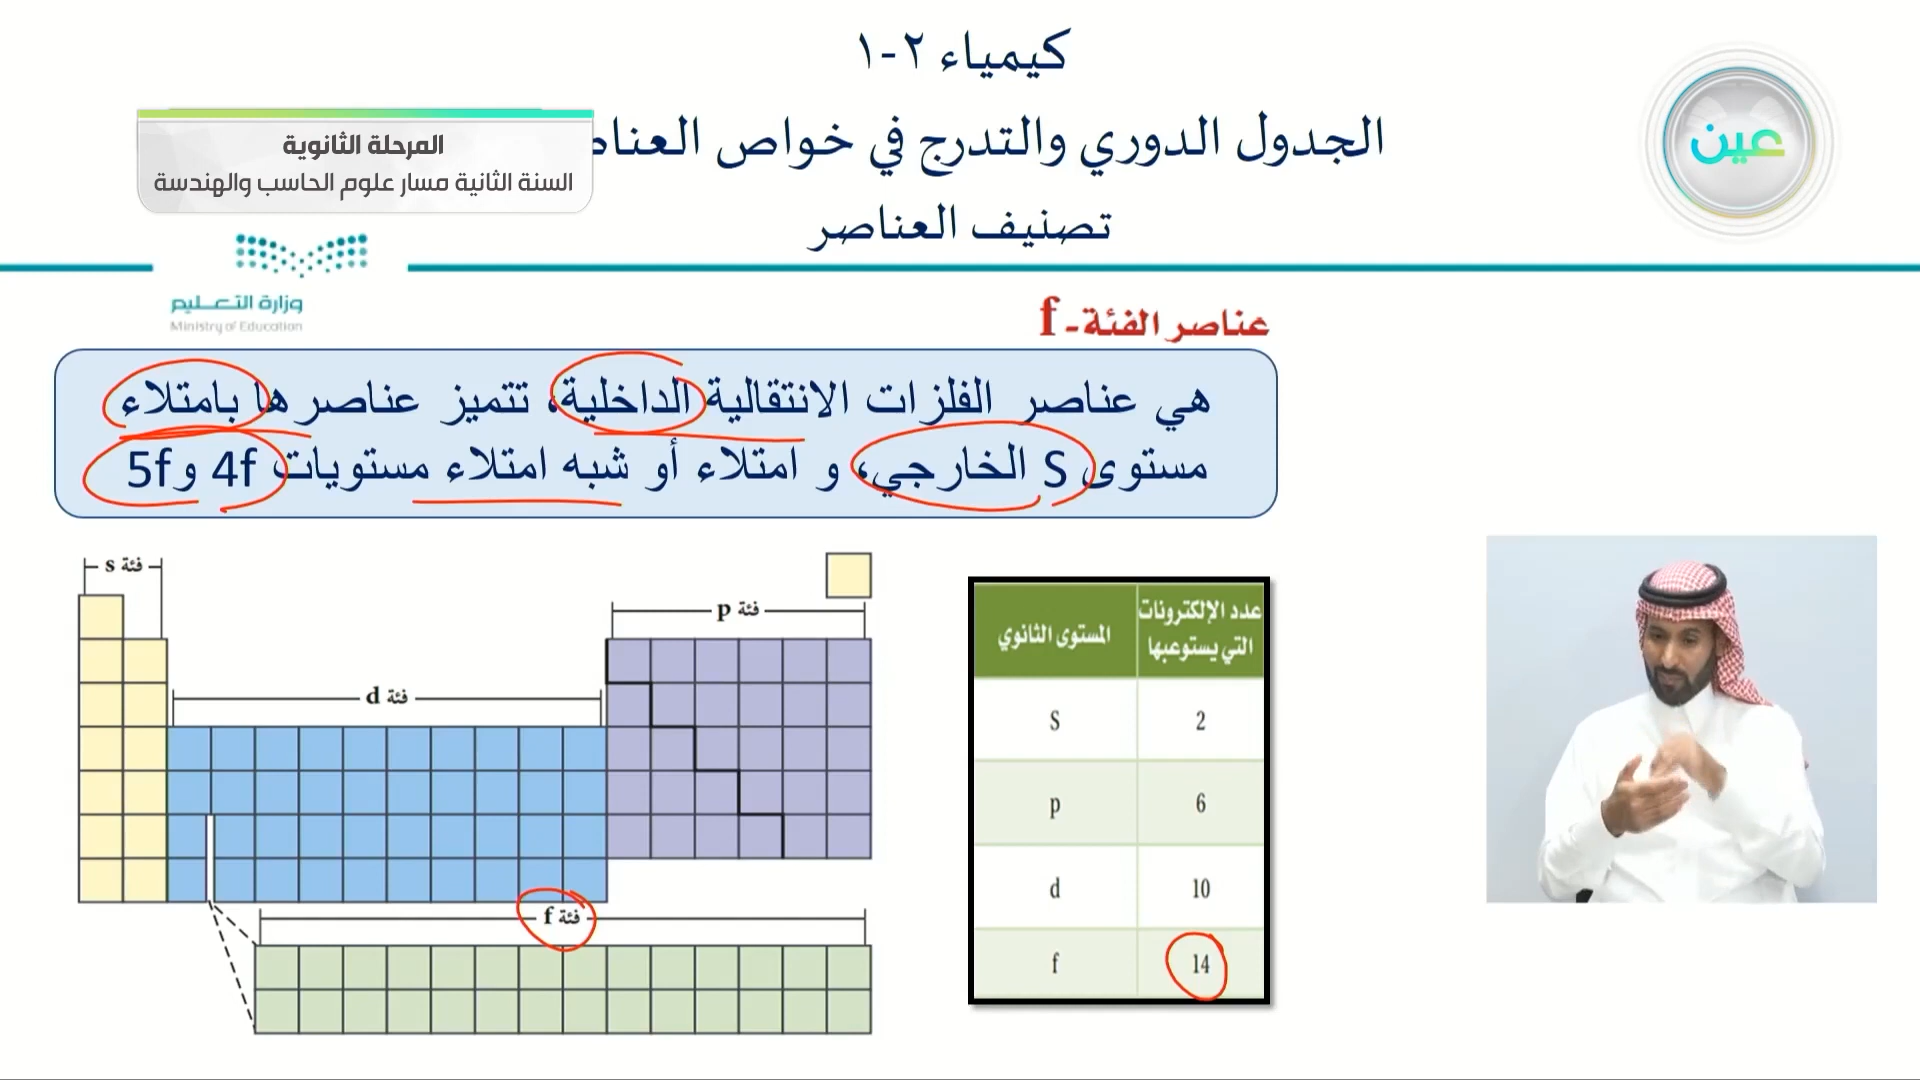 كيمياء ٢-١
الجدول الدوري والتدرج في خواص العناص
تصنيف العناصر
عين
المرحلة الثانوية
السنة الثانية مسار علوم الحاسب والهندسة
وزارة التعليم
Ministry of Education
عناصر الفئة-f
هي عناصر الفلزات الانتقالية الداخلية، تتميز عناصرها بامتلاء
مستوى S الخارجي، و امتلاء أو شبه امتلاء مستويات 4f و5f
فئة s
فئة p
فئة d
فئة f
عدد الإلكترونات التي يستوعبها
المستوى الثانوي
2 S
6 p
10 d
14 f